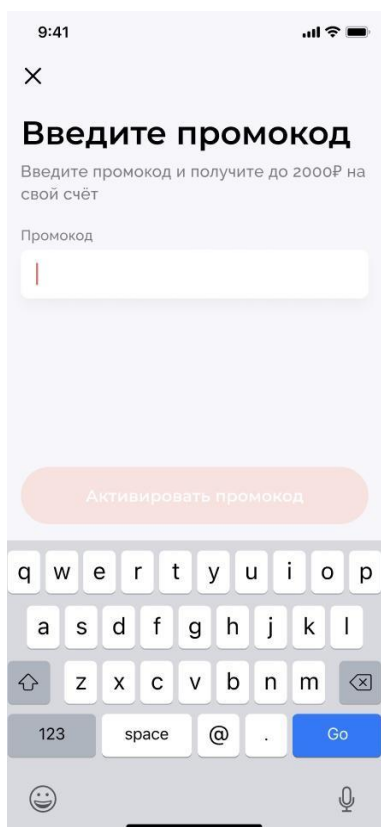 9:41
Введите промокод
Введите промокод и получите до 2000₽ на
свой счёт
Промокод
Активировать промокод
q w e r t y u i o p
a s d f g h j k l
z x c v b n m
123 space @ . Go